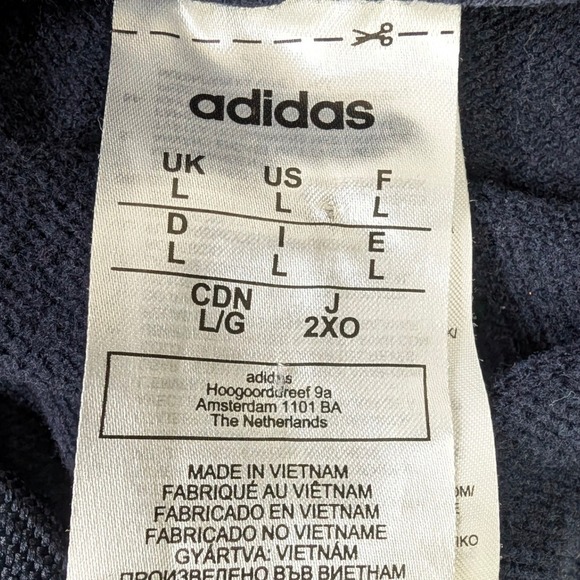 adidas
UK US F
L L L
D I E
L L L
CDN J
L/G 2XO
adidas
Hoogoorddreef 9a
Amsterdam 1101 BA
The Netherlands
MADE IN VIETNAM
FABRIQUÉ AU VIÊTNAM
FABRICADO EN VIETNAM
FABRICADO NO VIETNAME
GYÁRTVA: VIETNÁM
ПРОИЗВЕДЕНО ВЪВ ВИЕТНАМ